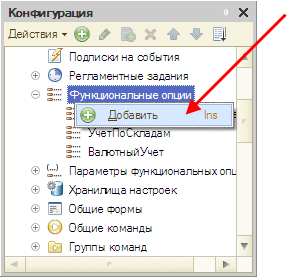 Конфигурация
Действия
Подписки на события
Регламентные задания
Функциональные опции
Добавить Ins
УчетПоСкладам
ВалютныйУчет
Параметры функциональных опц
Хранилища настроек
Общие формы
Общие команды
Группы команд